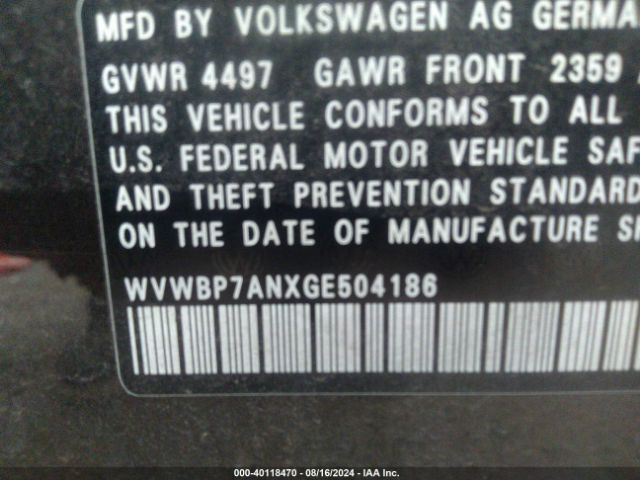 MFD BY VOLKSWAGEN AG GERMA
GVWR 4497 GAWR FRONT 2359
THIS VEHICLE CONFORMS TO ALL
U.S. FEDERAL MOTOR VEHICLE SAF
AND THEFT PREVENTION STANDARD
ON THE DATE OF MANUFACTURE SH
WVWBP7ANXGE504186
000-40118470 - 08/16/2024 - IAA Inc.